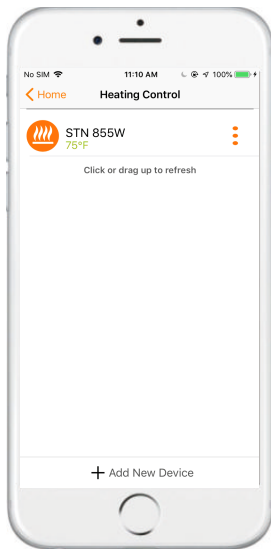 No SIM 11:10 AM 100%
Home Heating Control
STN 855W
75°F
Click or drag up to refresh
Add New Device